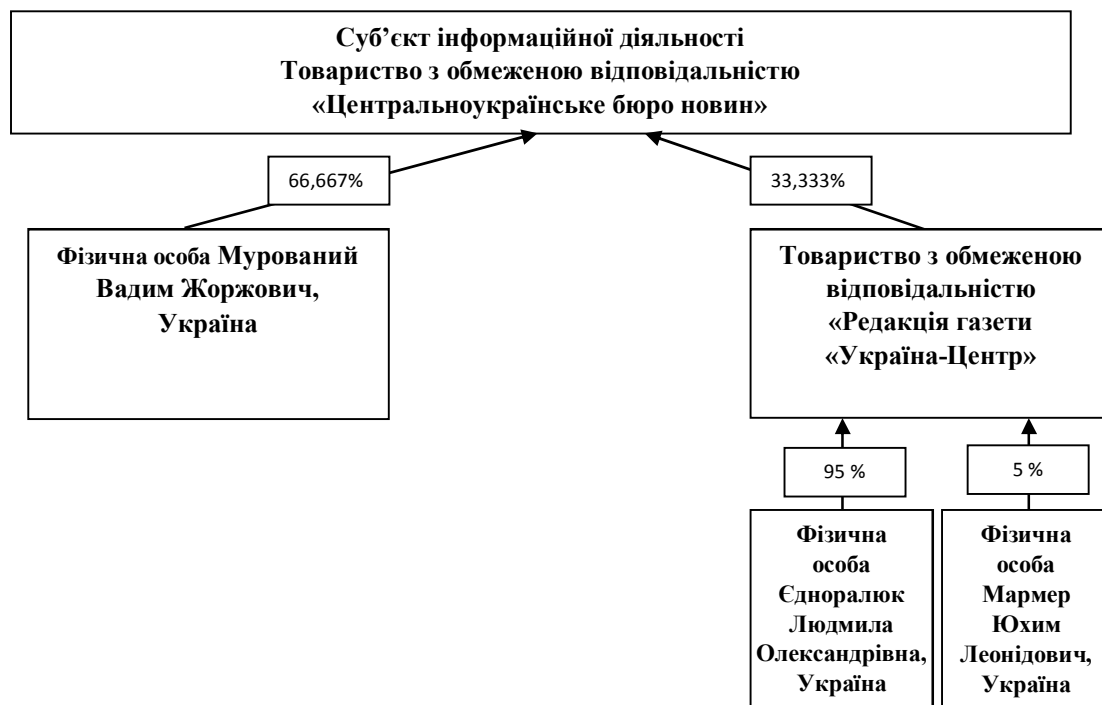 Суб’єкт інформаційної діяльності
Товариство з обмеженою відповідальністю
«Центральноукраїнське бюро новин»
66,667%
33,333%
Фізична особа Мурований
Вадим Жоржович,
Україна
Товариство з обмеженою
відповідальністю
«Редакція газети
«Україна-Центр»
95 %
5 %
Фізична
особа
Єдноралюк
Людмила
Олександрівна,
Україна
Фізична
особа
Мармер
Юхим
Леонідович,
Україна